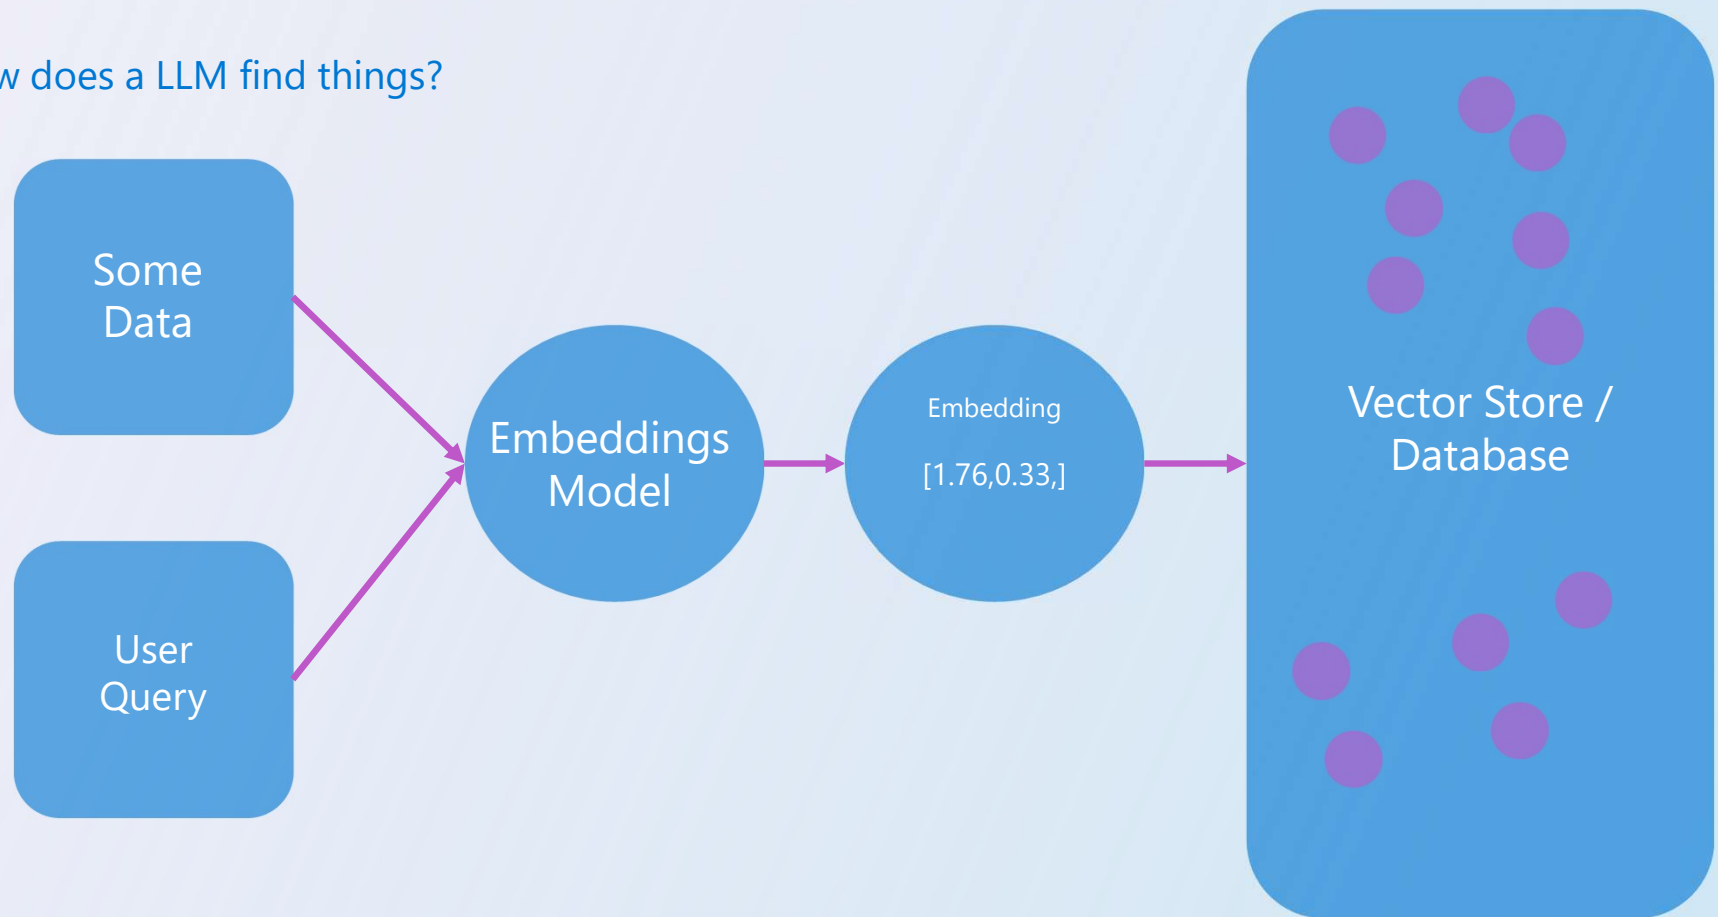 w does a LLM find things?
Some
Data
User
Query
Embeddings
Model
Embedding
[1.76,0.33,]
Vector Store /
Database